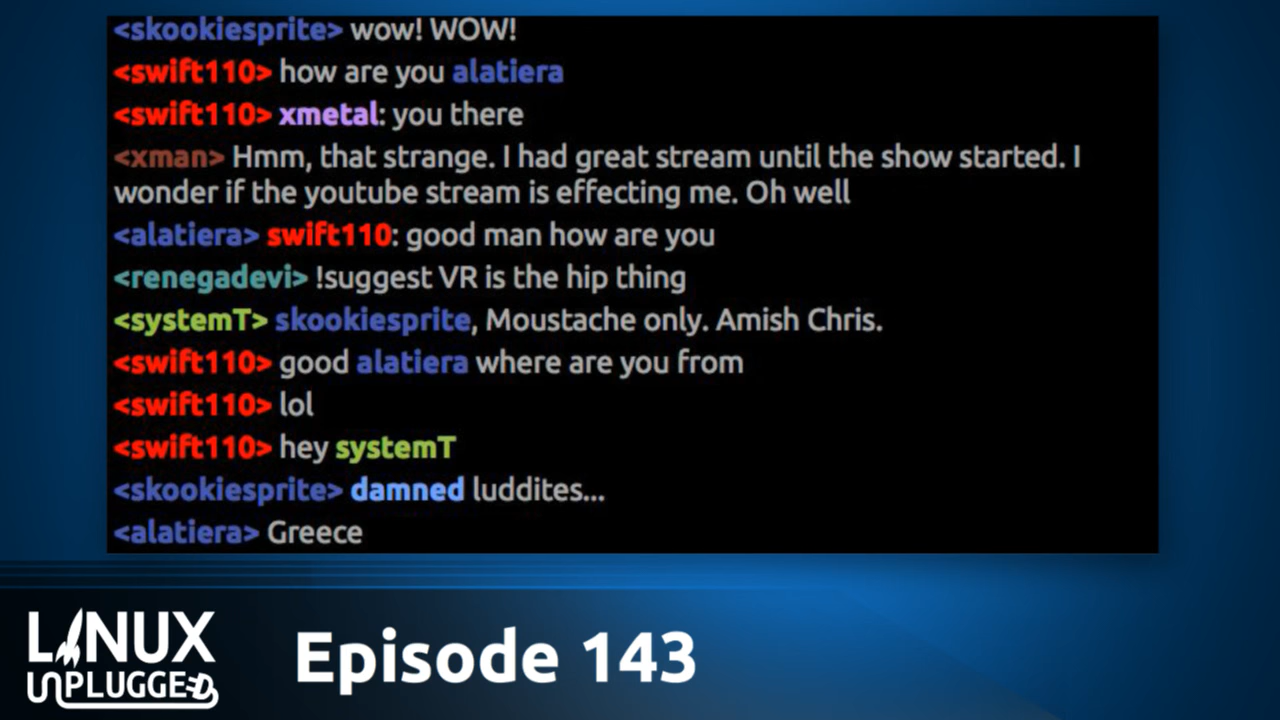 <skookiesprite> wow! WOW!
<swift110> how are you alatiera
<swift110> xmetal: you there
<xman> Hmm, that strange. I had great stream until the show started. I
wonder if the youtube stream is effecting me. Oh well
<alatiera> swift110: good man how are you
<renegadevi> !suggest VR is the hip thing
<systemT> skookiesprite, Moustache only. Amish Chris.
<swift110> good alatiera where are you from
<swift110> lol
<swift110> hey systemT
<skookiesprite> damned luddites...
<alatiera> Greece
LINUX
UNPLUGGED
Episode 143